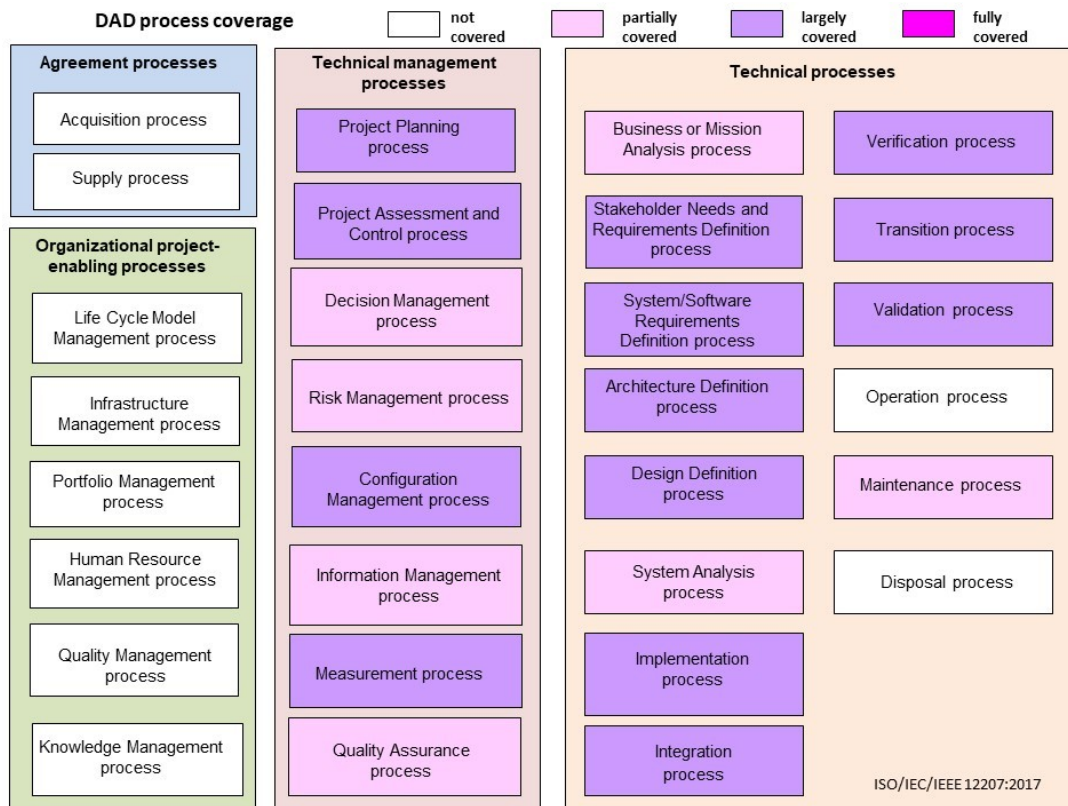 DAD process coverage
not
covered
partially
covered
largely
covered
fully
covered
Agreement processes
Acquisition process
Supply process
Organizational project-
enabling processes
Life Cycle Model
Management process
Infrastructure
Management process
Portfolio Management
process
Human Resource
Management process
Quality Management
process
Knowledge Management
process
Technical management
processes
Project Planning
process
Project Assessment and
Control process
Decision Management
process
Risk Management process
Configuration
Management process
Information Management
process
Measurement process
Quality Assurance
process
Technical processes
Business or Mission
Analysis process
Stakeholder Needs and
Requirements Definition
process
System/Software
Requirements
Definition process
Architecture Definition
process
Design Definition
process
System Analysis
process
Implementation
process
Integration
process
Verification process
Transition process
Validation process
Operation process
Maintenance process
Disposal process
ISO/IEC/IEEE 12207:2017